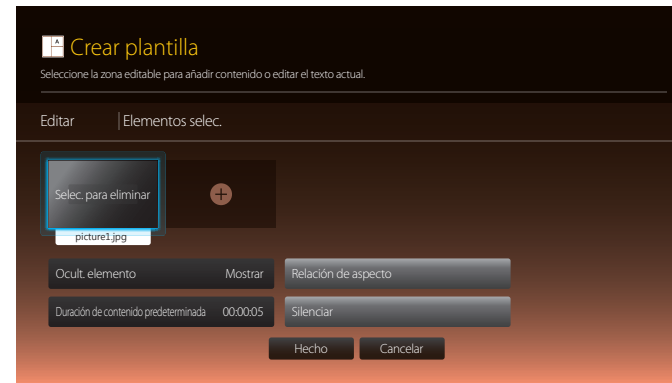 A
Crear plantilla
Seleccione la zona editable para añadir contenido o editar el texto actual.
Editar Elementos selec.
Selec. para eliminar
picture1.jpg
Ocult. elemento Mostrar Relación de aspecto
Duración de contenido predeterminada 00:00:05 Silenciar
Hecho Cancelar